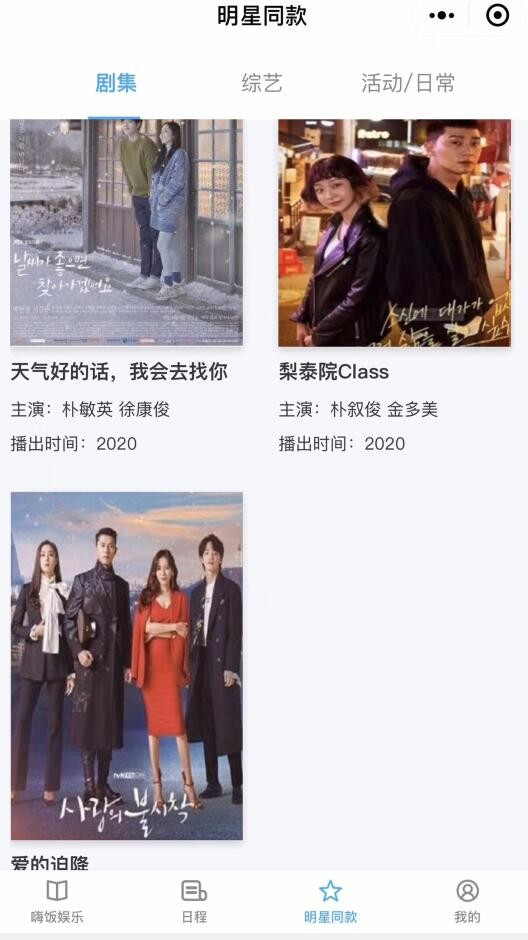 明星同款
剧集 综艺 活动/日常
날씨가 좋으면
찾아가겠어요
天气好的话，我会去找你
主演：朴敏英 徐康俊
播出时间：2020
梨泰院Class
主演：朴叙俊 金多美
播出时间：2020
tvN
사랑의 불시착
爱的迫降
嗨饭娱乐 日程 明星同款 我的